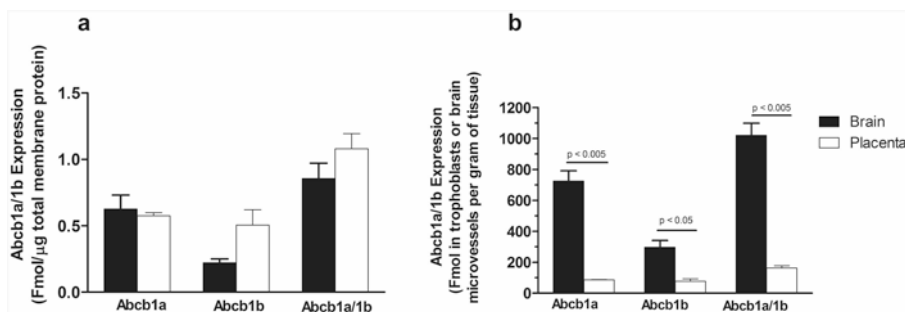 a
Abcb1a/1b Expression
(Fmol/μg total membrane protein)
1.5
1.0
0.5
0.0
Abcb1a
Abcb1b
Abcb1a/1b
b
Abcb1a/1b Expression
(Fmol in trophoblasts or brain
microvessels per gram of tissue)
1200
1000
800
600
400
200
0
p < 0.005
p < 0.05
p < 0.005
Abcb1a
Abcb1b
Abcb1a/1b
Brain
Placenta